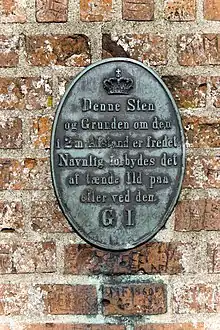 Denne Sten
og Grunden om den
i 2 m Afstand er fredet
Navnlig forbydes det
at tænde Ild paa
eller ved den
G I